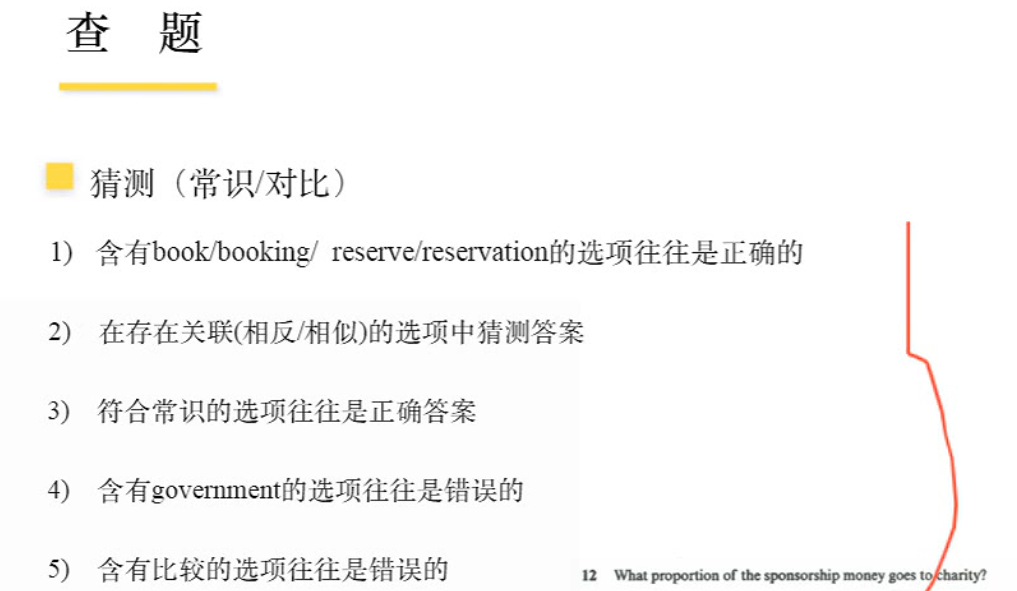 查 题
猜测（常识/对比）
1) 含有book/booking/ reserve/reservation的选项往往是正确的
2) 在存在关联(相反/相似)的选项中猜测答案
3) 符合常识的选项往往是正确答案
4) 含有government的选项往往是错误的
5) 含有比较的选项往往是错误的
12 What proportion of the sponsorship money goes to charity?